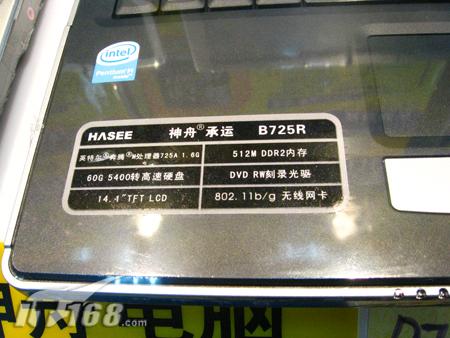 intel
Pentium M
HASEE 神舟® 承运 B725R
英特尔® 奔腾® M处理器725A 1.6G
512M DDR2内存
60G 5400转高速硬盘
DVD RW刻录光驱
14.1"TFT LCD
802.11b/g 无线网卡
IT168.com
电脑